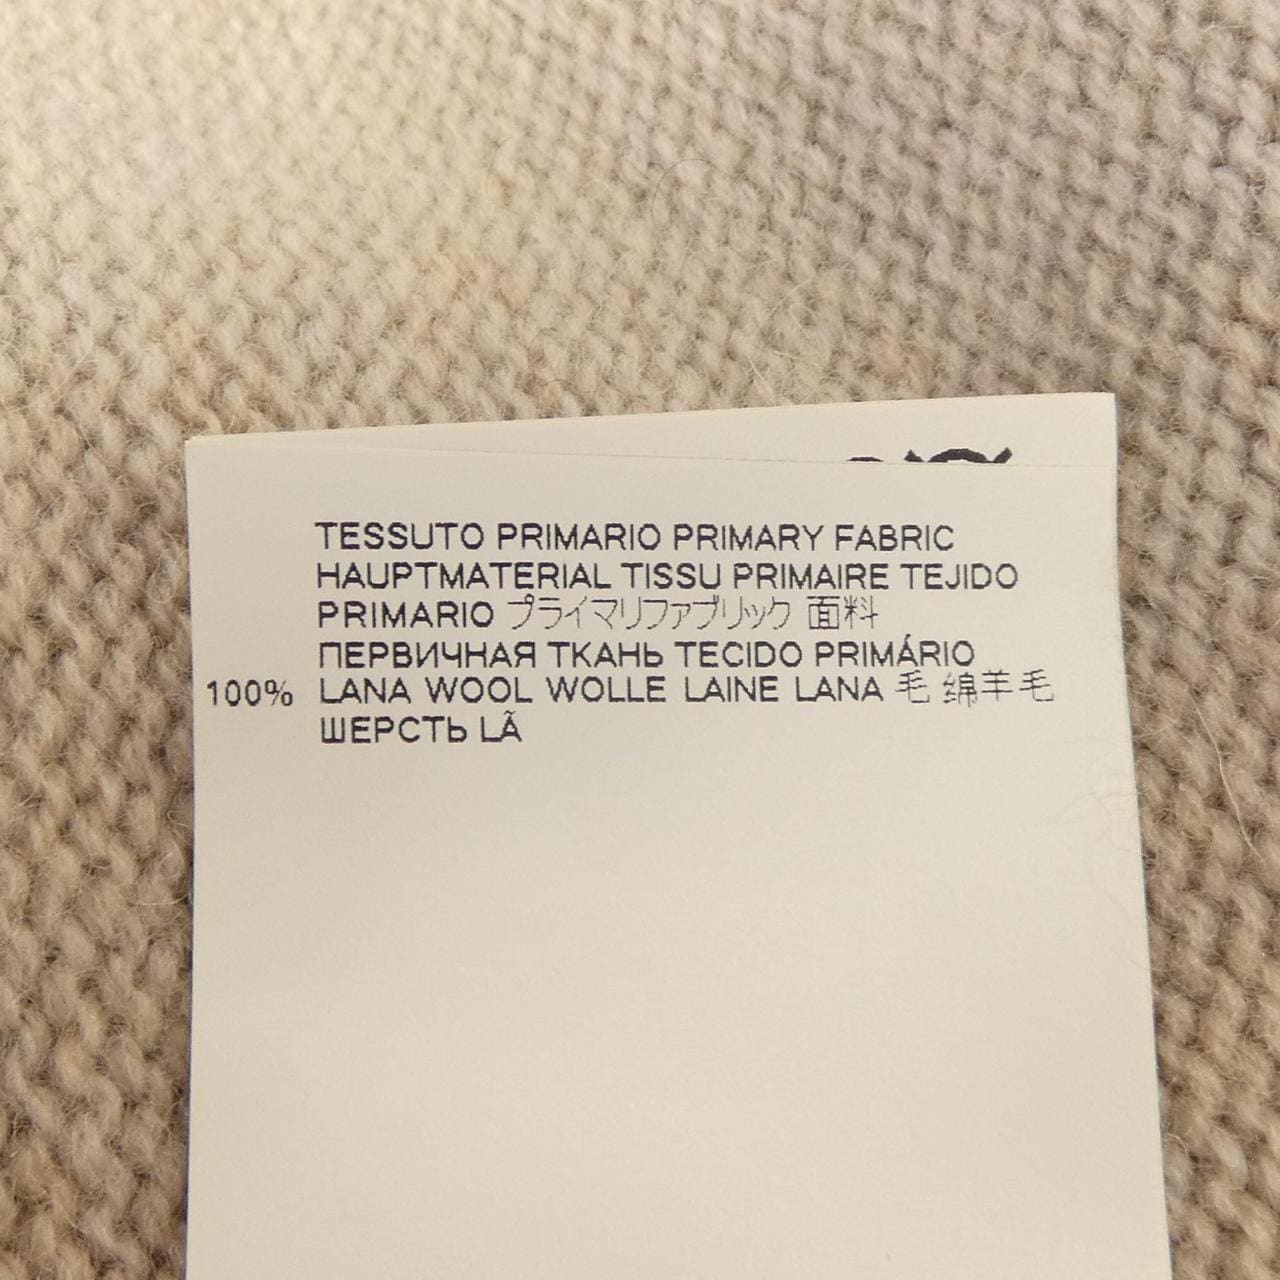 TESSUTO PRIMARIO PRIMARY FABRIC
HAUPTMATERIAL TISSU PRIMAIRE TEJIDO
PRIMARIO プライマリファブリック 面料
ПЕРВИЧНАЯ ТКАНЬ TECIDO PRIMÁRIO
100% LANA WOOL WOLLE LAINE LANA 毛 绵羊毛
ШЕРСТЬ LÃ